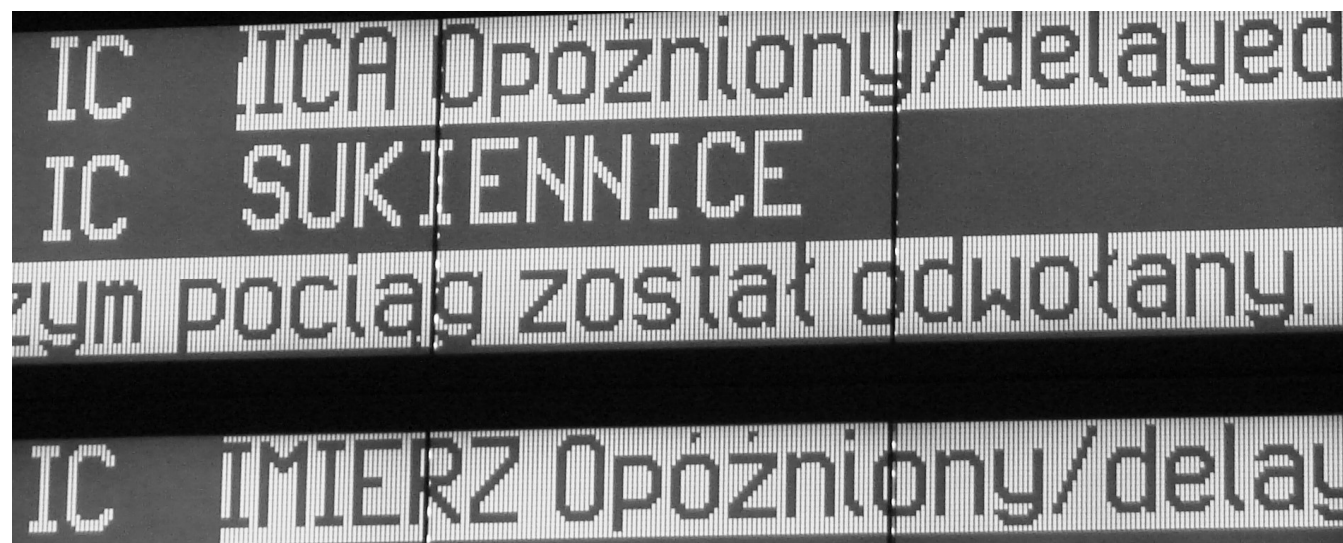 IC ICA Opóźniony/delayed
IC SUKIENNICE
zym pociąg został odwołany.
IC IMIERZ Opóźniony/delay